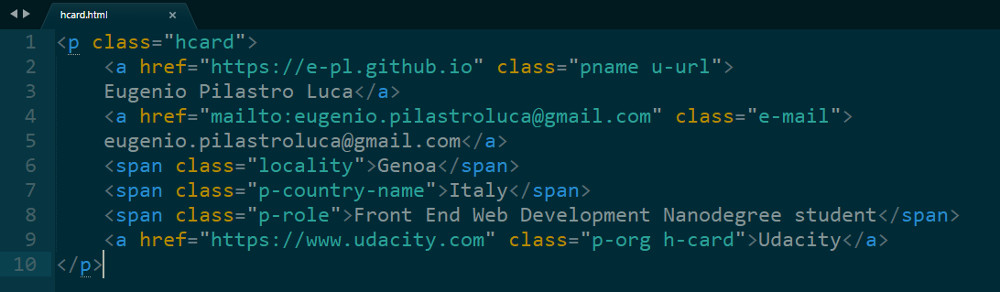 hcard.html
1 <p class="hcard">
2 <a href="https://e-pl.github.io" class="pname u-url">
3 Eugenio Pilastro Luca</a>
4 <a href="mailto:eugenio.pilastroluca@gmail.com" class="e-mail">
5 eugenio.pilastroluca@gmail.com</a>
6 <span class="locality">Genoa</span>
7 <span class="p-country-name">Italy</span>
8 <span class="p-role">Front End Web Development Nanodegree student</span>
9 <a href="https://www.udacity.com" class="p-org h-card">Udacity</a>
10 </p>